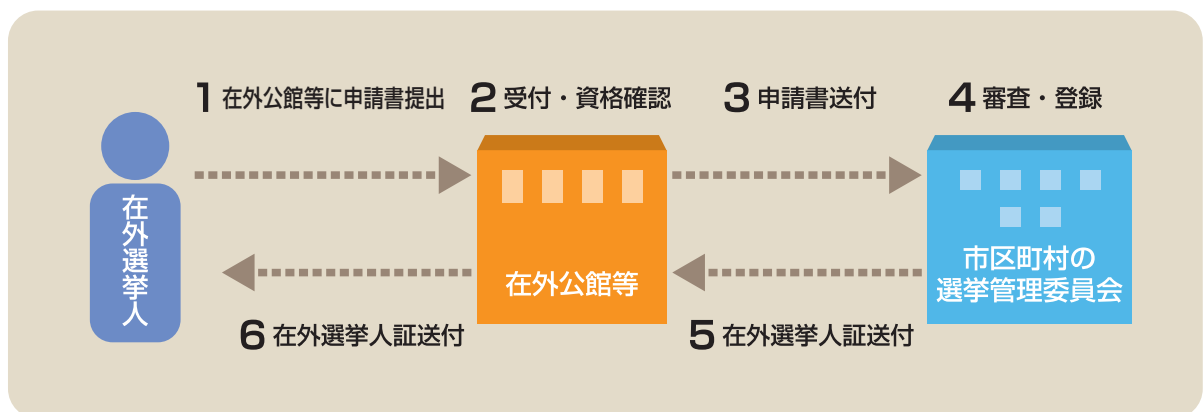 1 在外公館等に申請書提出
2 受付・資格確認
3 申請書送付
4 審査・登録
在外選挙人
在外公館等
市区町村の
選挙管理委員会
6 在外選挙人証送付
5 在外選挙人証送付